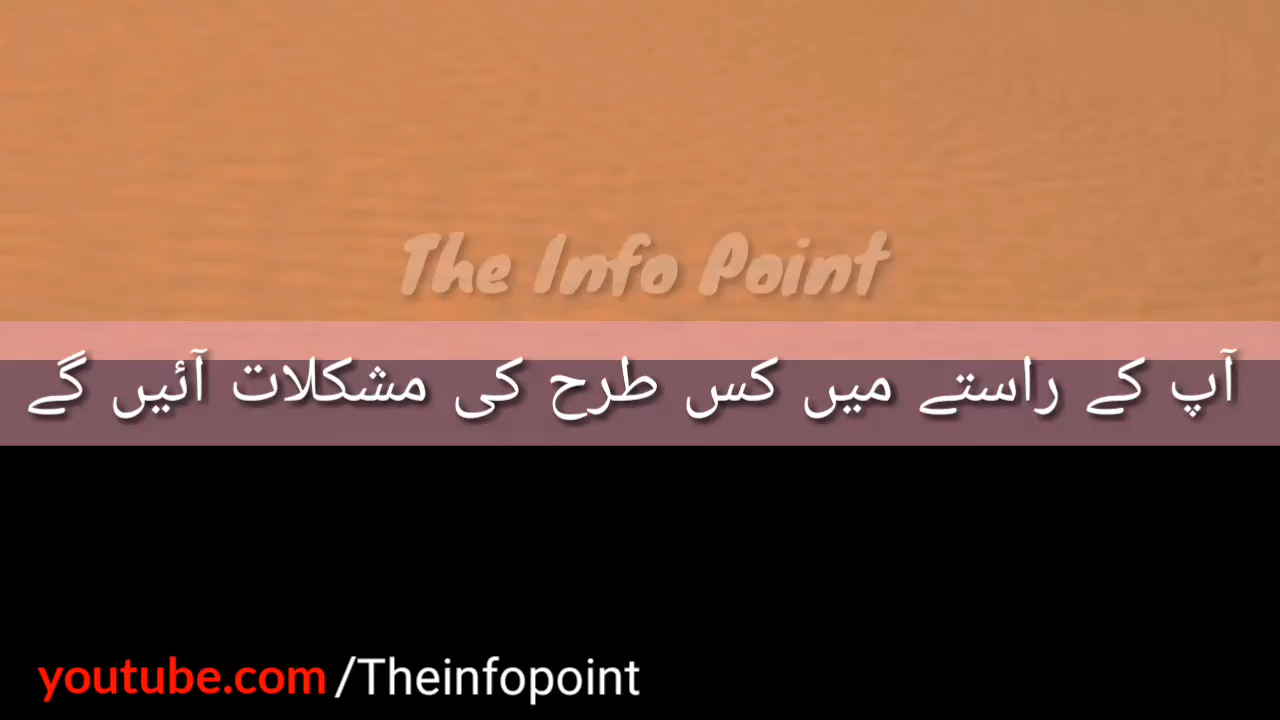 The Info Point
آپ کے راستے میں کس طرح کی مشکلات آئیں گے
youtube.com /Theinfopoint